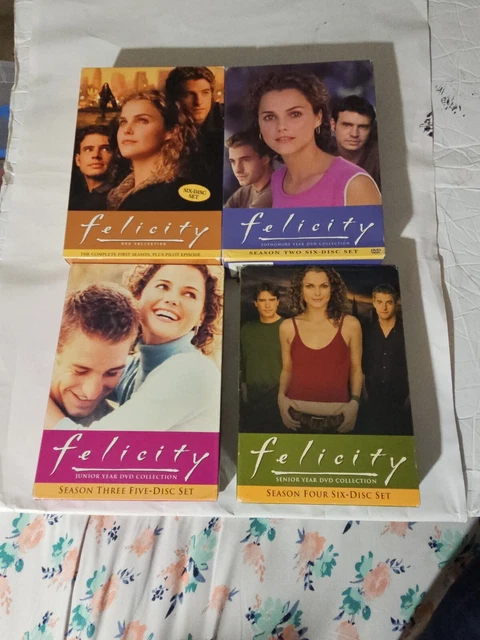 SIX-DISC
SET
felicity
DVD COLLECTION
THE COMPLETE FIRST SEASON, PLUS PILOT EPISODE
felicity
SOPHOMORE YEAR DVD COLLECTION
SEASON TWO SIX-DISC SET
felicity
JUNIOR YEAR DVD COLLECTION
SEASON THREE FIVE-DISC SET
felicity
SENIOR YEAR DVD COLLECTION
SEASON FOUR SIX-DISC SET